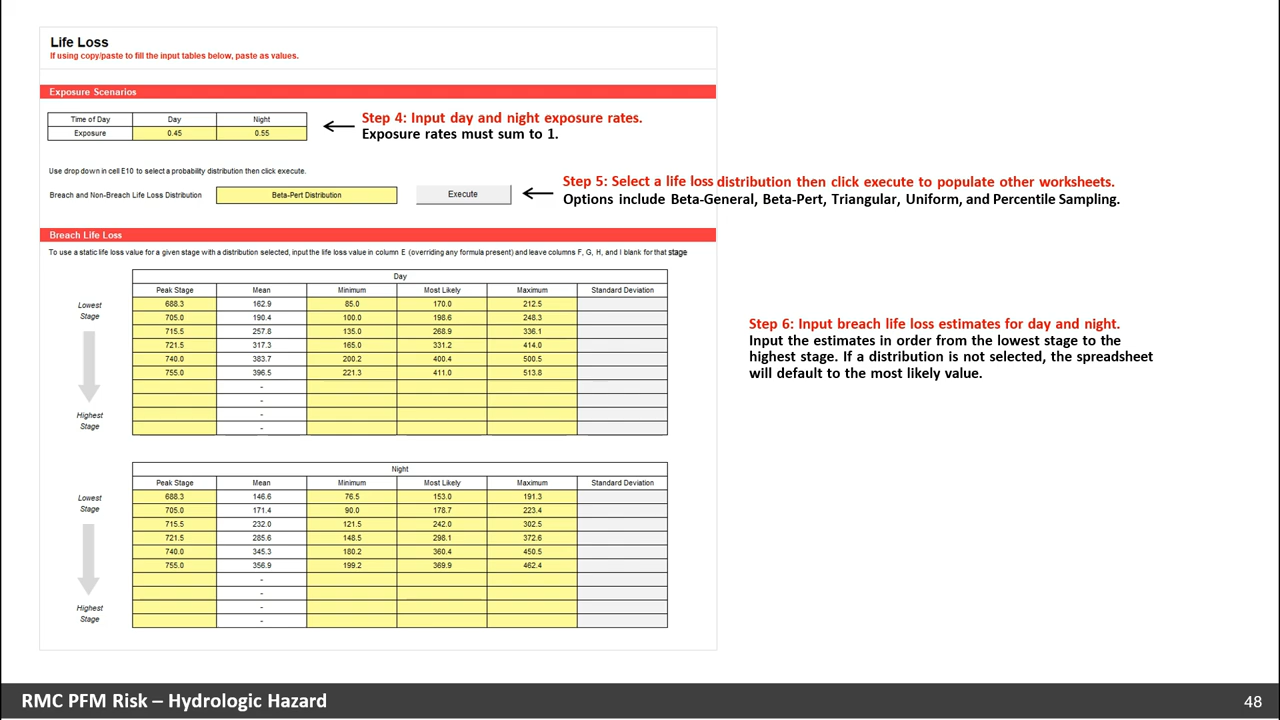 Life Loss
If using copy/paste to fill the input tables below, paste as values.
Exposure Scenarios
Time of Day Day Night
Exposure 0.45 0.55
Step 4: Input day and night exposure rates.
Exposure rates must sum to 1.
Use drop down in cell E10 to select a probability distribution then click execute.
Breach and Non-Breach Life Loss Distribution Beta-Pert Distribution Execute
Step 5: Select a life loss distribution then click execute to populate other worksheets.
Options include Beta-General, Beta-Pert, Triangular, Uniform, and Percentile Sampling.
Breach Life Loss
To use a static life loss value for a given stage with a distribution selected, input the life loss value in column E (overriding any formula present) and leave columns F, G, H, and I blank for that stage
Day
Peak Stage Mean Minimum Most Likely Maximum Standard Deviation
Lowest
Stage
688.3 162.9 85.0 170.0 212.5
705.0 190.4 100.0 198.6 248.3
715.5 257.8 135.0 268.9 336.1
721.5 317.3 165.0 331.2 414.0
740.0 383.7 200.2 400.4 500.5
755.0 396.5 221.3 411.0 513.8
-
-
-
-
Highest
Stage
Step 6: Input breach life loss estimates for day and night.
Input the estimates in order from the lowest stage to the
highest stage. If a distribution is not selected, the spreadsheet
will default to the most likely value.
Night
Peak Stage Mean Minimum Most Likely Maximum Standard Deviation
Lowest
Stage
688.3 146.6 76.5 153.0 191.3
705.0 171.4 90.0 178.7 223.4
715.5 232.0 121.5 242.0 302.5
721.5 285.6 148.5 298.1 372.6
740.0 345.3 180.2 360.4 450.5
755.0 356.9 199.2 369.9 462.4
-
-
-
-
Highest
Stage
RMC PFM Risk – Hydrologic Hazard
48